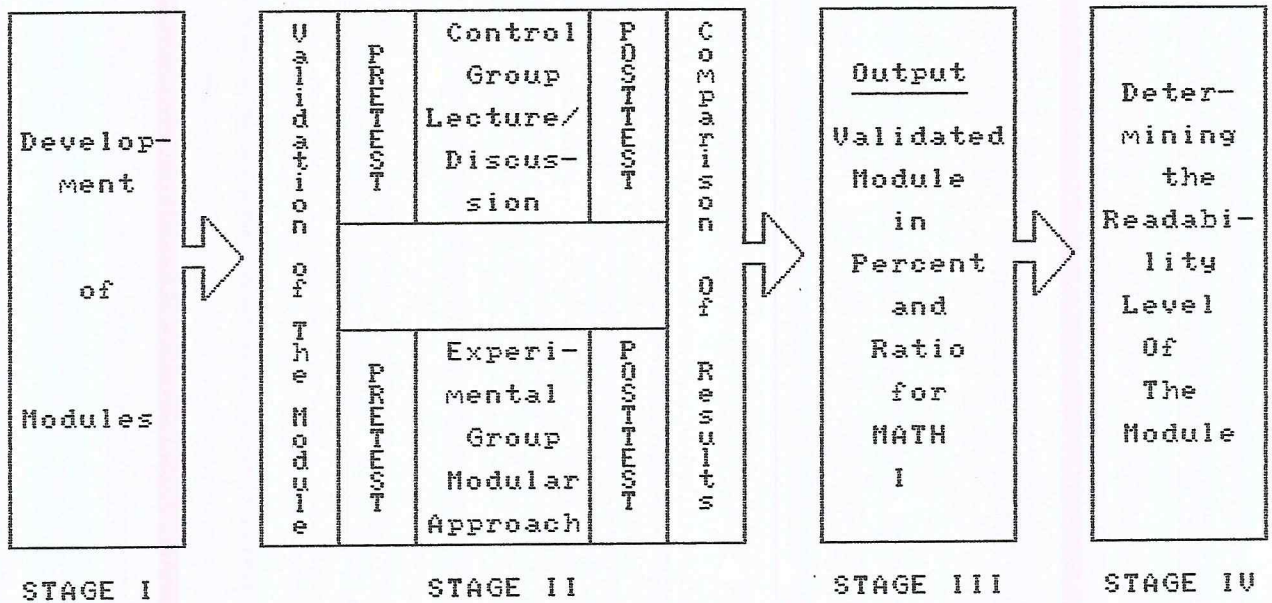 Develop-
ment
of
Modules
Validation of The Module
PRETEST
Control
Group
Lecture/
Discus-
sion
POSTTEST
PRETEST
Experi-
mental
Group
Modular
Approach
POSTTEST
Comparison Of Results
Output
Validated
Module
in
Percent
and
Ratio
for
MATH
I
Deter-
mining
the
Readabi-
lity
Level
Of
The
Module
STAGE I
STAGE II
STAGE III
STAGE IV